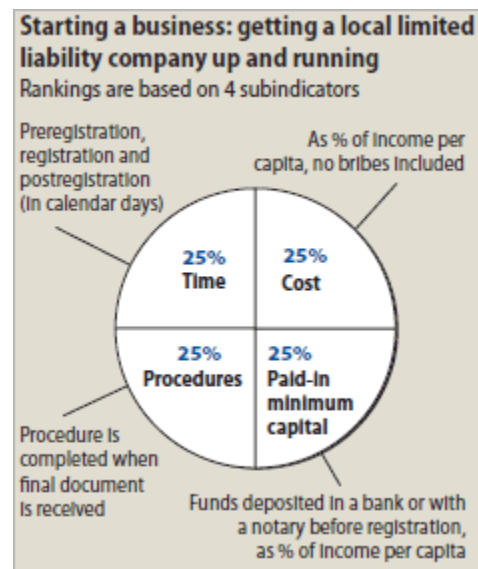 Starting a business: getting a local limited
liability company up and running
Rankings are based on 4 subindicators
Preregistration,
registration and
postregistration
(in calendar days)
As % of income per
capita, no bribes included
25%
Time
25%
Cost
25%
Procedures
25%
Paid-in
minimum
capital
Procedure is
completed when
final document
is received
Funds deposited in a bank or with
a notary before registration,
as % of income per capita